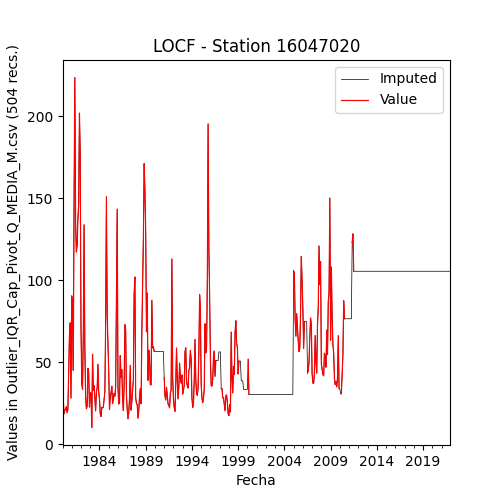 LOCF - Station 16047020
Imputed
Value
Values in Outlier_IQR_Cap_Pivot_Q_MEDIA_M.csv (504 recs.)
200
150
100
50
0
1984 1989 1994 1999 2004 2009 2014 2019
Fecha